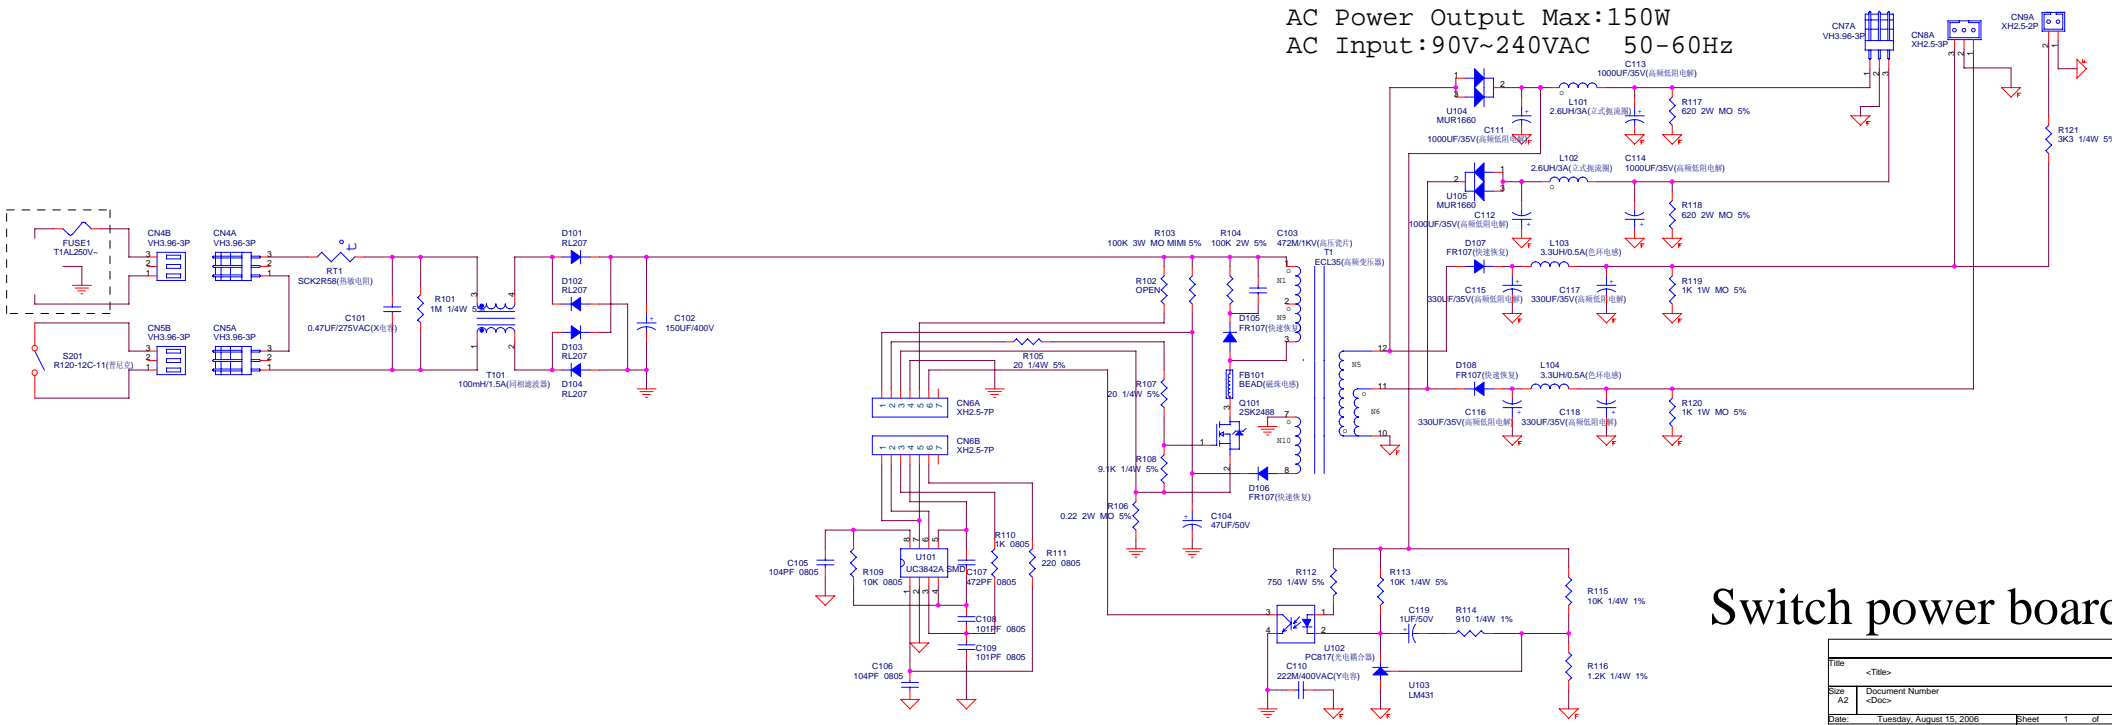 AC Power Output Max:150W
AC Input:90V~240VAC 50-60Hz
CN7A
VH3.96-3P
CN8A
XH2.5-3P
CN9A
XH2.5-2P
C113
1000UF/35V(高频低阻电解)
U104
MUR1660
C111
1000UF/35V(高频低阻电解)
L101
2.6UH/3A(立式扼流圈)
R117
620 2W MO 5%
R121
3K3 1/4W 5%
L102
2.6UH/3A(立式扼流圈)
C114
1000UF/35V(高频低阻电解)
U105
MUR1660
C112
1000UF/35V(高频低阻电解)
R118
620 2W MO 5%
FUSE1
T1AL250V~
CN4B
VH3.96-3P
CN4A
VH3.96-3P
RT1
SCK2R58(热敏电阻)
C101
0.47UF/275VAC(X电容)
R101
1M 1/4W 5%
S201
R120-12C-11(普尼克)
CN5B
VH3.96-3P
CN5A
VH3.96-3P
T101
100mH/1.5A(同相滤波器)
D101
RL207
D102
RL207
D103
RL207
D104
RL207
C102
150UF/400V
R103
100K 3W MO MIMI 5%
R104
100K 2W 5%
C103
472M/1KV(高压瓷片)
T1
ECL35(高频变压器)
R102
OPEN
N1
N9
N10
N5
N6
D105
FR107(快速恢复)
R105
20 1/4W 5%
FB101
BEAD(磁珠电感)
Q101
2SK2488
R107
20 1/4W 5%
R108
9.1K 1/4W 5%
D106
FR107(快速恢复)
R106
0.22 2W MO 5%
C104
47UF/50V
D107
FR107(快速恢复)
L103
3.3UH/0.5A(色环电感)
C115
330UF/35V(高频低阻电解)
C117
330UF/35V(高频低阻电解)
R119
1K 1W MO 5%
D108
FR107(快速恢复)
L104
3.3UH/0.5A(色环电感)
C116
330UF/35V(高频低阻电解)
C118
330UF/35V(高频低阻电解)
R120
1K 1W MO 5%
CN6A
XH2.5-7P
CN6B
XH2.5-7P
C105
104PF 0805
R109
10K 0805
U101
UC3842A SMD
C107
472PF 0805
R110
1K 0805
R111
220 0805
C108
101PF 0805
C109
101PF 0805
C106
104PF 0805
R112
750 1/4W 5%
R113
10K 1/4W 5%
C119
1UF/50V
R114
910 1/4W 1%
R115
10K 1/4W 1%
R116
1.2K 1/4W 1%
U102
PC817(光电耦合器)
C110
222M/400VAC(Y电容)
U103
LM431
Switch power board
Title
<Title>
Size
A2
Document Number
<Doc>
Date: Tuesday, August 15, 2006 Sheet 1 of